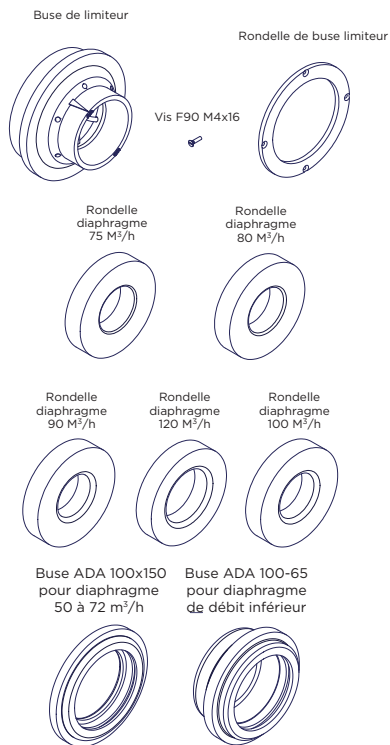 Buse de limiteur
Rondelle de buse limiteur
Vis F90 M4x16
Rondelle
diaphragme
75 M³/h
Rondelle
diaphragme
80 M³/h
Rondelle
diaphragme
90 M³/h
Rondelle
diaphragme
120 M³/h
Rondelle
diaphragme
100 M³/h
Buse ADA 100x150
pour diaphragme
50 à 72 m³/h
Buse ADA 100-65
pour diaphragme
de débit inférieur